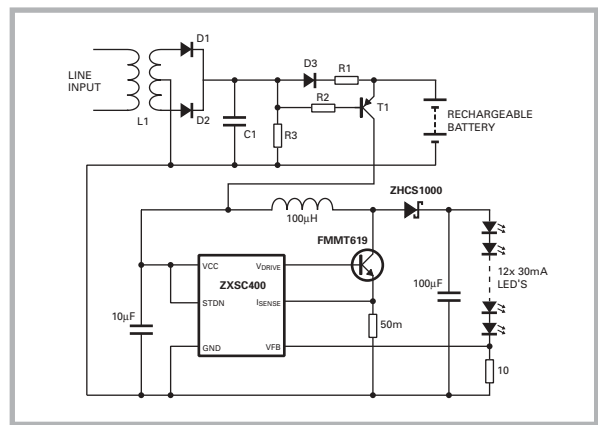 D1
LINE
INPUT
L1
D2
C1
D3
R1
R2
R3
T1
RECHARGEABLE
BATTERY
ZHCS1000
100µH
FMMT619
VCC
VDRIVE
ZXSC400
STDN
ISENSE
GND
VFB
10µF
50m
100µF
12x 30mA
LED'S
10